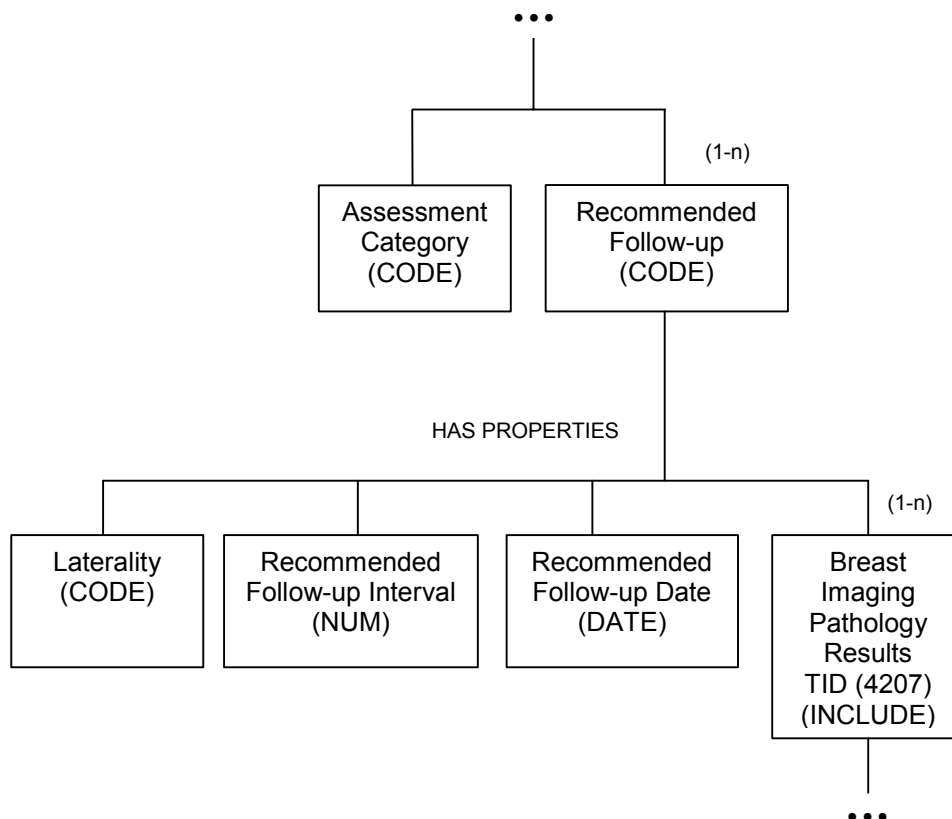 •••
(1-n)
Assessment
Category
(CODE)
Recommended
Follow-up
(CODE)
HAS PROPERTIES
(1-n)
Laterality
(CODE)
Recommended
Follow-up Interval
(NUM)
Recommended
Follow-up Date
(DATE)
Breast
Imaging
Pathology
Results
TID (4207)
(INCLUDE)
•••